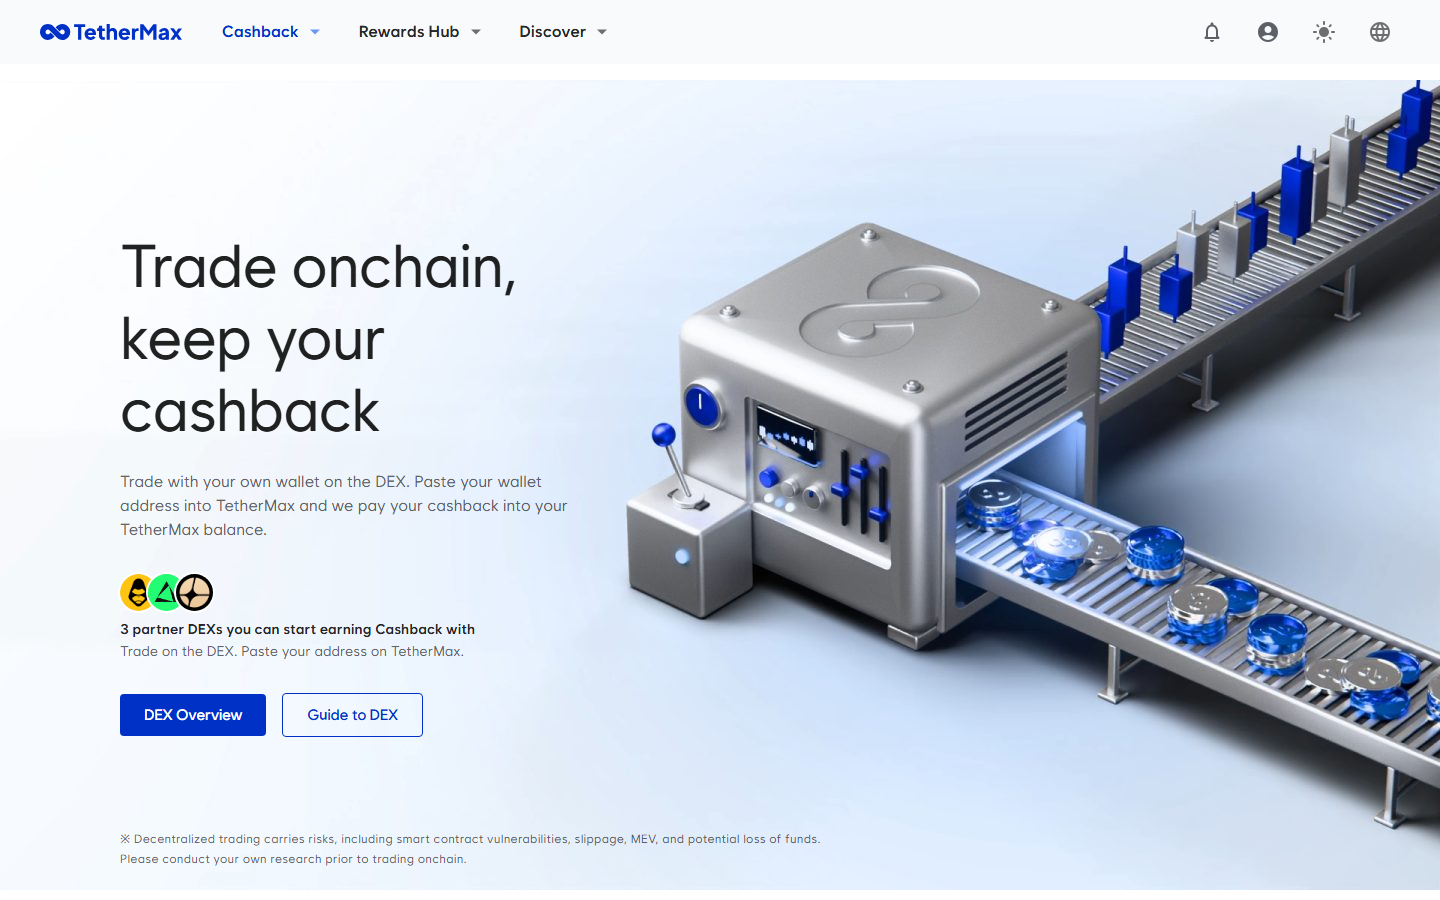 TetherMax
Cashback
Rewards Hub
Discover
Trade onchain,
keep your
cashback
Trade with your own wallet on the DEX. Paste your wallet
address into TetherMax and we pay your cashback into your
TetherMax balance.
3 partner DEXs you can start earning Cashback with
Trade on the DEX. Paste your address on TetherMax.
DEX Overview
Guide to DEX
※ Decentralized trading carries risks, including smart contract vulnerabilities, slippage, MEV, and potential loss of funds.
Please conduct your own research prior to trading onchain.